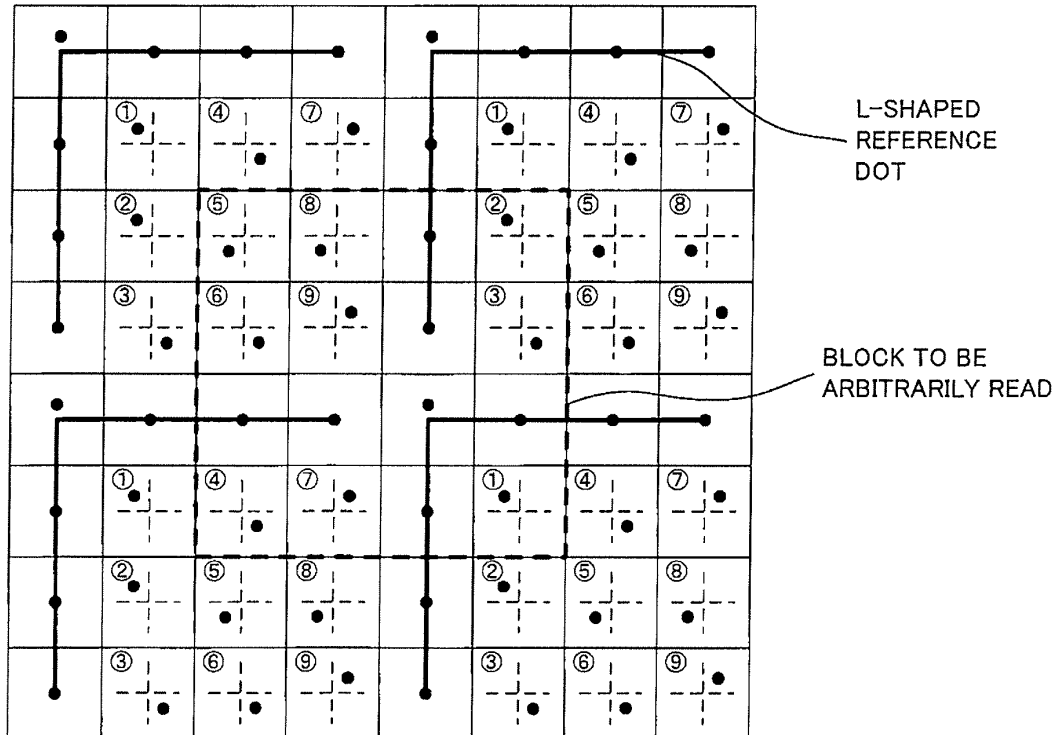 ① ④ ⑦ ① ④ ⑦
L-SHAPED
REFERENCE
DOT
② ⑤ ⑧ ② ⑤ ⑧
③ ⑥ ⑨ ③ ⑥ ⑨
BLOCK TO BE
ARBITRARILY READ
① ④ ⑦ ① ④ ⑦
② ⑤ ⑧ ② ⑤ ⑧
③ ⑥ ⑨ ③ ⑥ ⑨